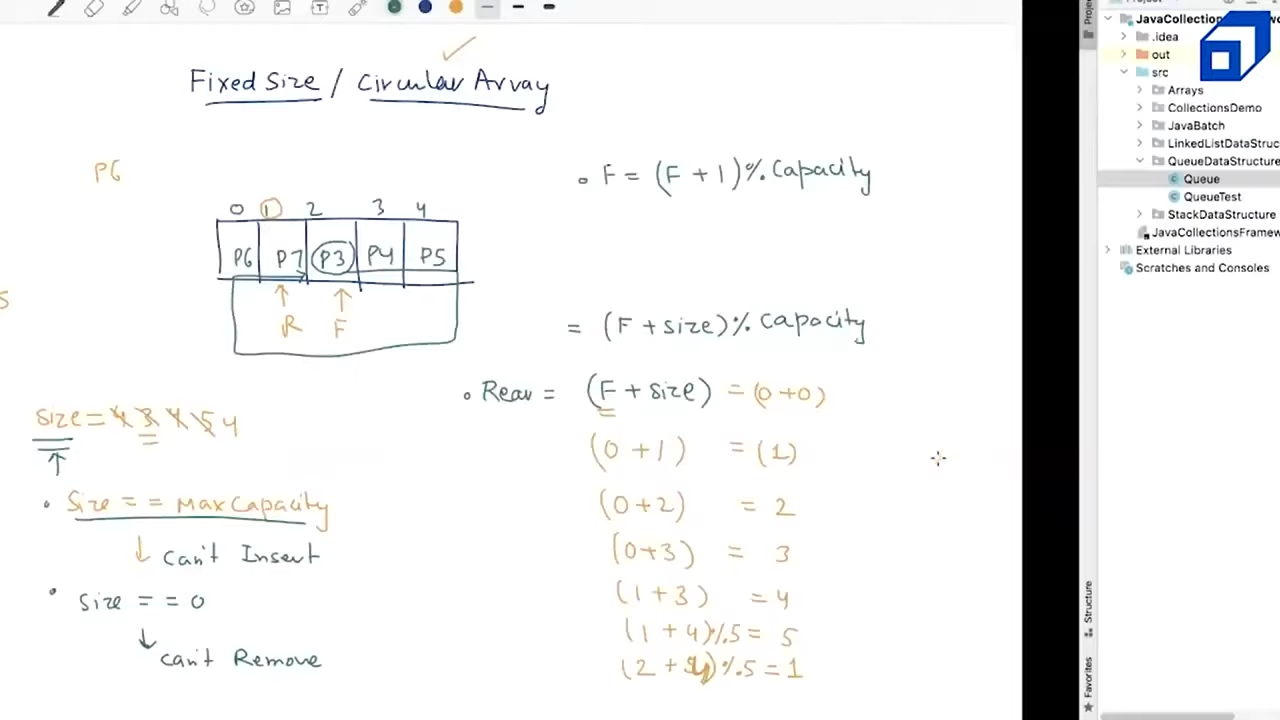 Fixed Size / Circular Array
P6
0 1 2 3 4
P6 P7 P3 P4 P5
R F
S
size = 4 3 4 5 4
• Size == MaxCapacity
↓ Can't Insert
• Size == 0
↓ Can't Remove
• F = (F + 1) % Capacity
= (F + size) % Capacity
• Rear = (F + size) = (0+0)
(0 + 1) = (1)
(0+2) = 2
(0+3) = 3
(1 + 3) = 4
(1 + 4) % 5 = 5
(2 + 4) % 5 = 1
JavaCollection
.idea
out
src
Arrays
CollectionsDemo
JavaBatch
LinkedListDataStruc
QueueDataStructure
Queue
QueueTest
StackDataStructure
JavaCollectionsFramew
External Libraries
Scratches and Consoles
Structure
Favorites